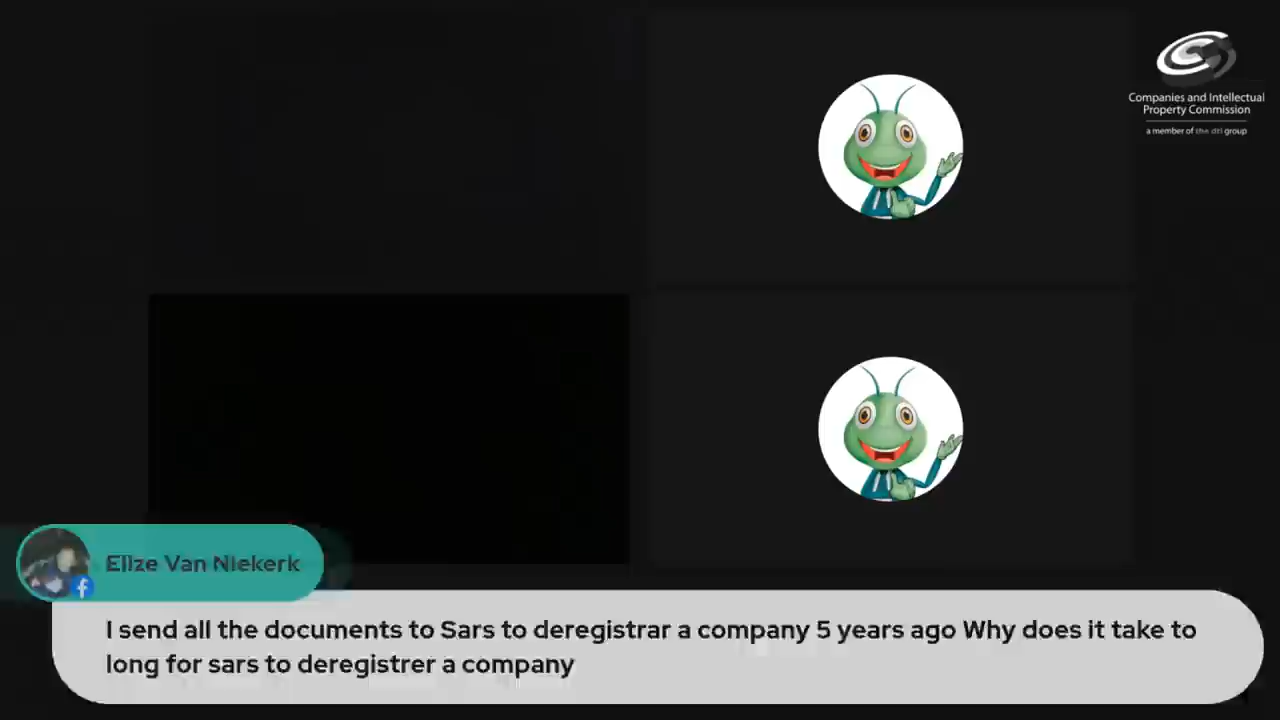 Companies and Intellectual
Property Commission
a member of the dti group
Elize Van Niekerk
I send all the documents to Sars to deregistrar a company 5 years ago Why does it take to
long for sars to deregistrer a company